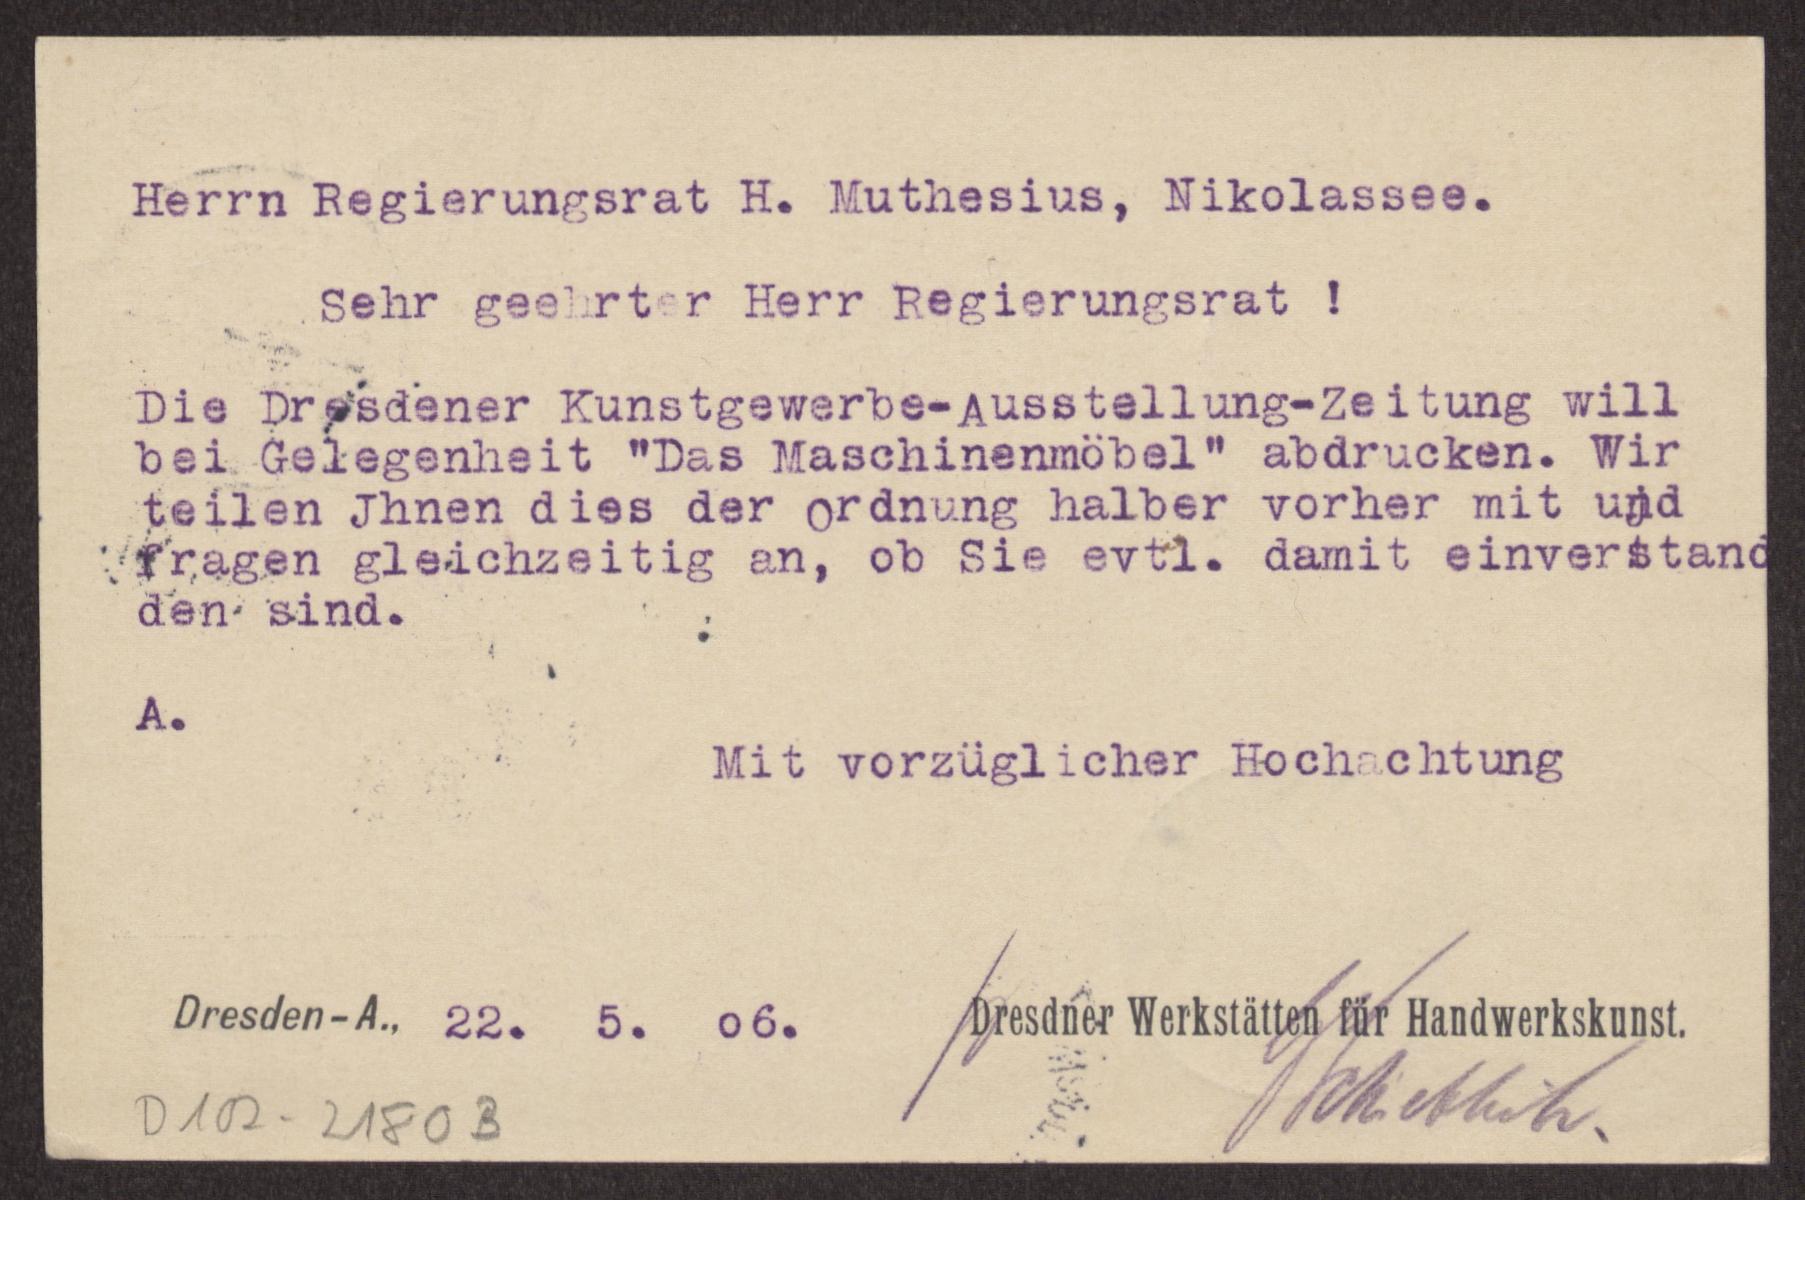 Herrn Regierungsrat H. Muthesius, Nikolassee.
Sehr geehrter Herr Regierungsrat !
Die Dresdener Kunstgewerbe-Ausstellung-Zeitung will
bei Gelegenheit "Das Maschinenmöbel" abdrucken. Wir
teilen Jhnen dies der Ordnung halber vorher mit und
fragen gleichzeitig an, ob Sie evtl. damit einverstand
den sind.
A.
Mit vorzüglicher Hochachtung
Dresden-A., 22. 5. 06. Dresdner Werkstätten für Handwerkskunst.
D 102-2180 B